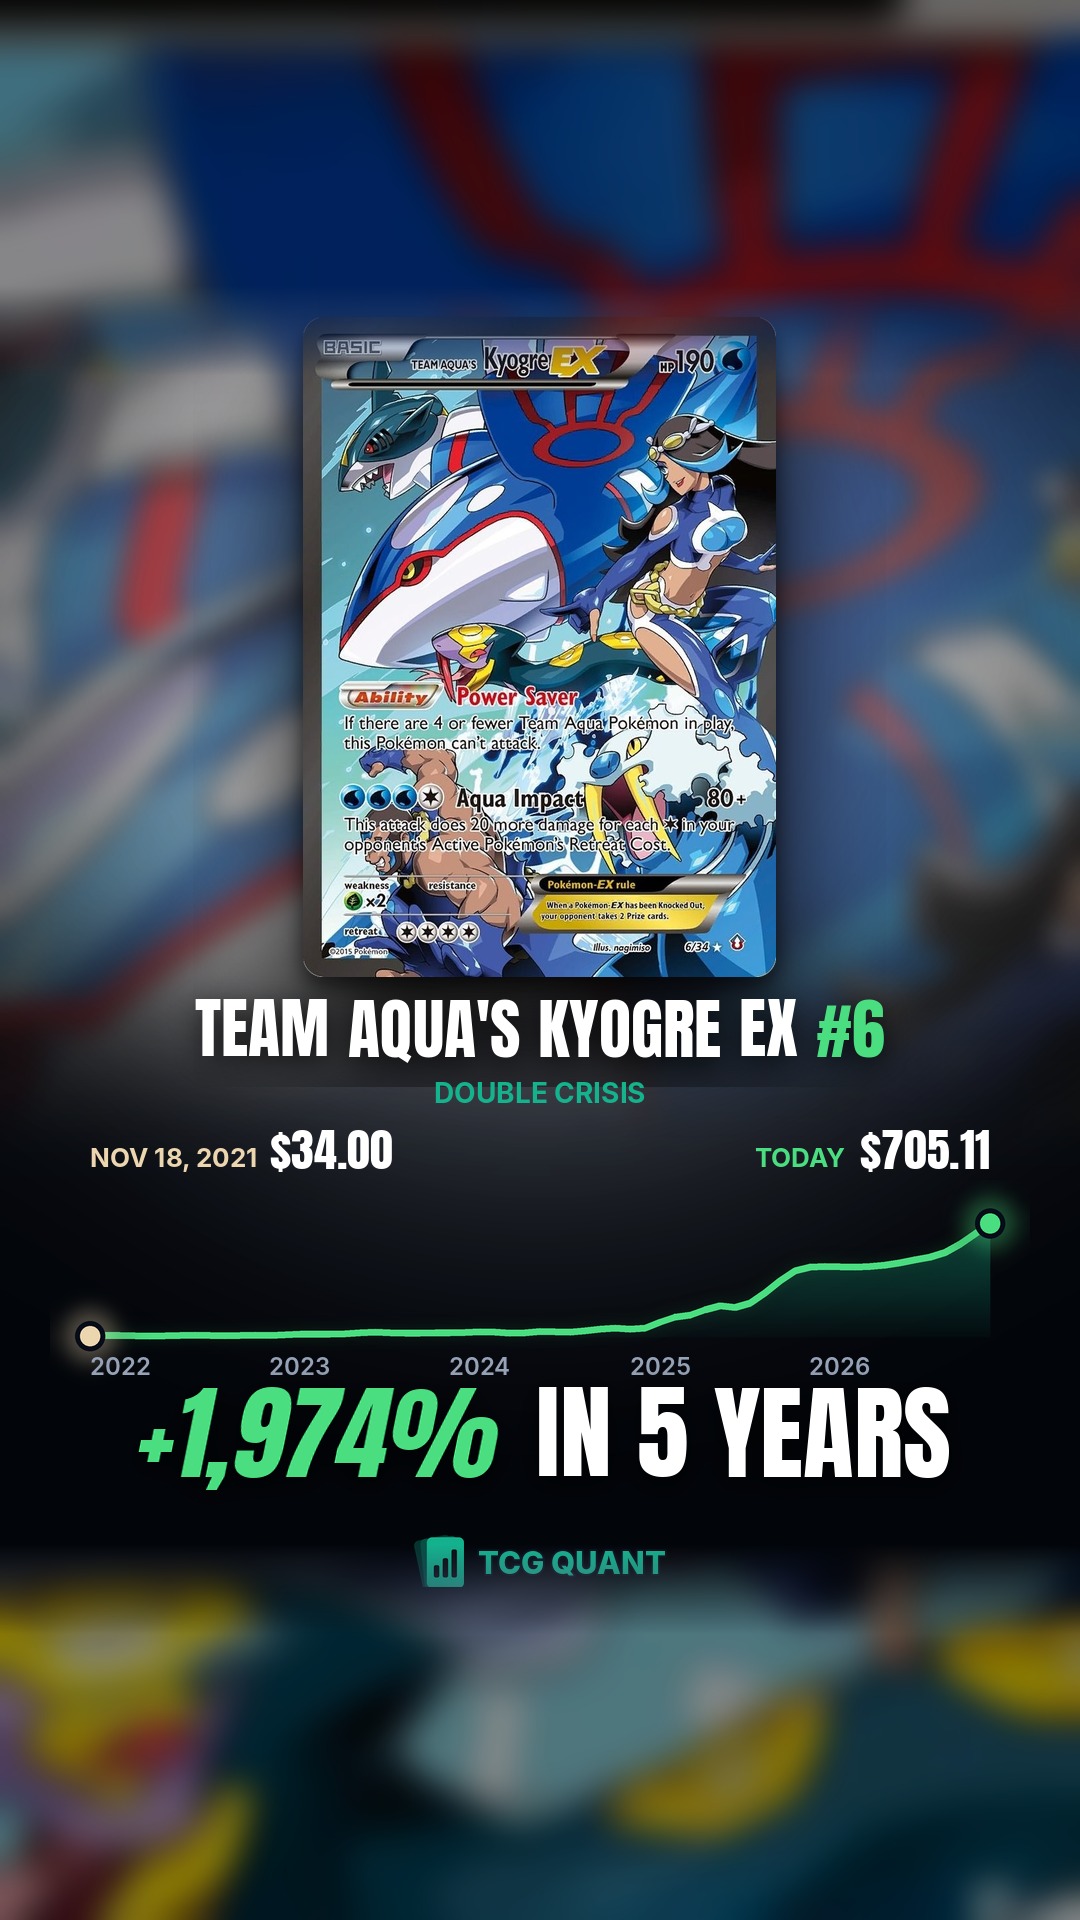 BASIC
TEAM AQUA'S Kyogre EX HP190
Ability Power Saver
If there are 4 or fewer Team Aqua Pokémon in play,
this Pokémon can't attack.
Aqua Impact 80+
This attack does 20 more damage for each in your
opponent's Active Pokémon's Retreat Cost.
weakness resistance
×2
Pokémon-EX rule
When a Pokémon-EX has been Knocked Out,
your opponent takes 2 Prize cards.
retreat
©2015 Pokémon
Illus. nagimiso 6/34
TEAM AQUA'S KYOGRE EX #6
DOUBLE CRISIS
NOV 18, 2021 $34.00
TODAY $705.11
2022 2023 2024 2025 2026
+1,974% IN 5 YEARS
TCG QUANT